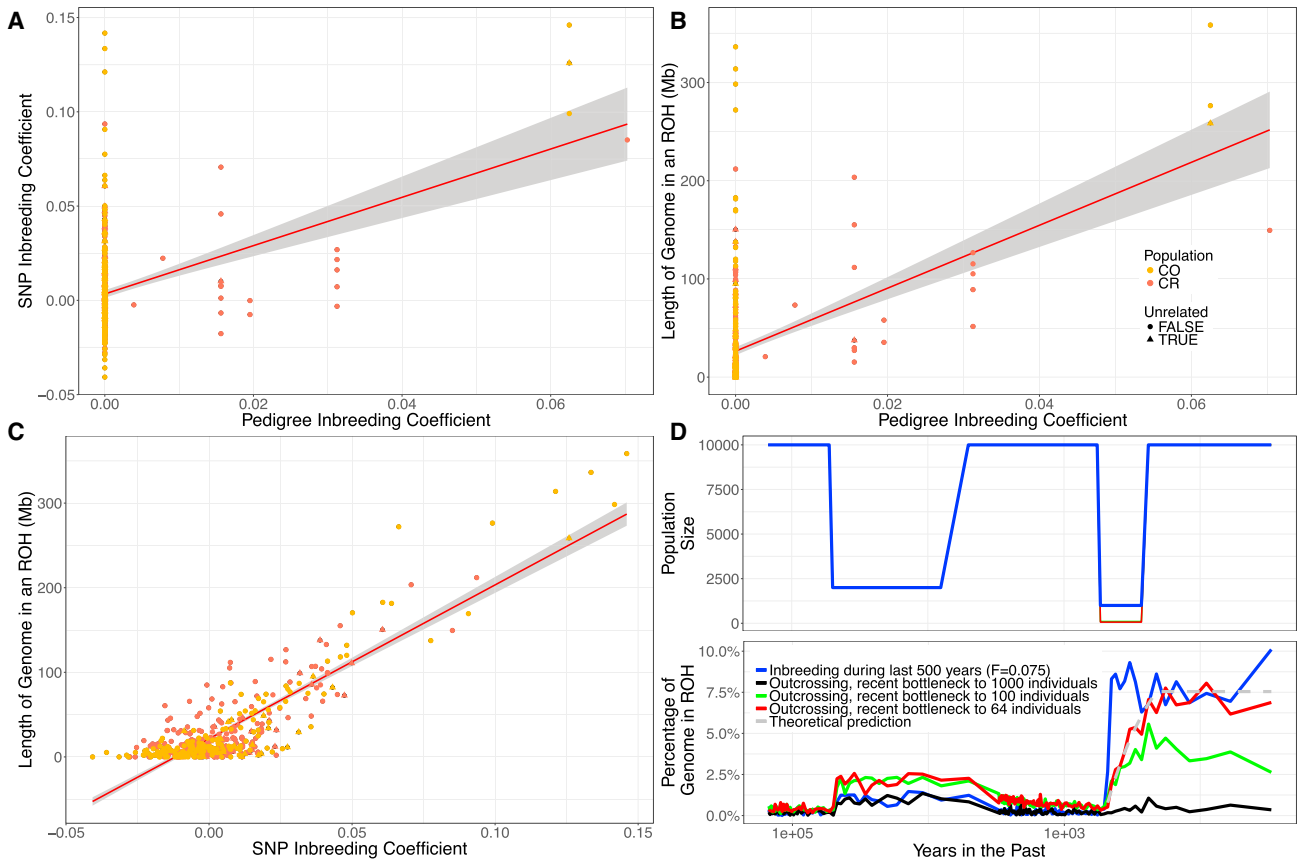 A
0.15
0.10
0.05
0.00
−0.05
SNP Inbreeding Coefficient
0.00 0.02 0.04 0.06
Pedigree Inbreeding Coefficient
B
300
200
100
0
Length of Genome in an ROH (Mb)
Population
CO
CR
Unrelated
FALSE
TRUE
0.00 0.02 0.04 0.06
Pedigree Inbreeding Coefficient
C
300
200
100
0
Length of Genome in an ROH (Mb)
−0.05 0.00 0.05 0.10 0.15
SNP Inbreeding Coefficient
D
10000
7500
5000
2500
0
Population
Size
10.0%
7.5%
5.0%
2.5%
0.0%
Percentage of
Genome in ROH
Inbreeding during last 500 years (F=0.075)
Outcrossing, recent bottleneck to 1000 individuals
Outcrossing, recent bottleneck to 100 individuals
Outcrossing, recent bottleneck to 64 individuals
Theoretical prediction
1e+05 1e+03
Years in the Past